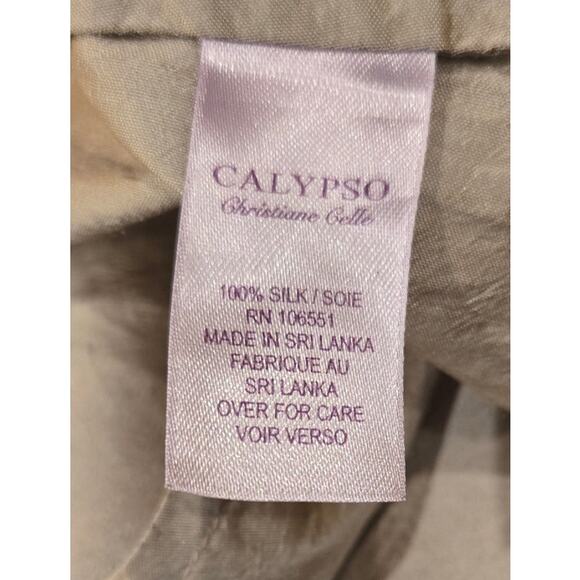 CALYPSO
Christiane Celle
100% SILK / SOIE
RN 106551
MADE IN SRI LANKA
FABRIQUE AU
SRI LANKA
OVER FOR CARE
VOIR VERSO